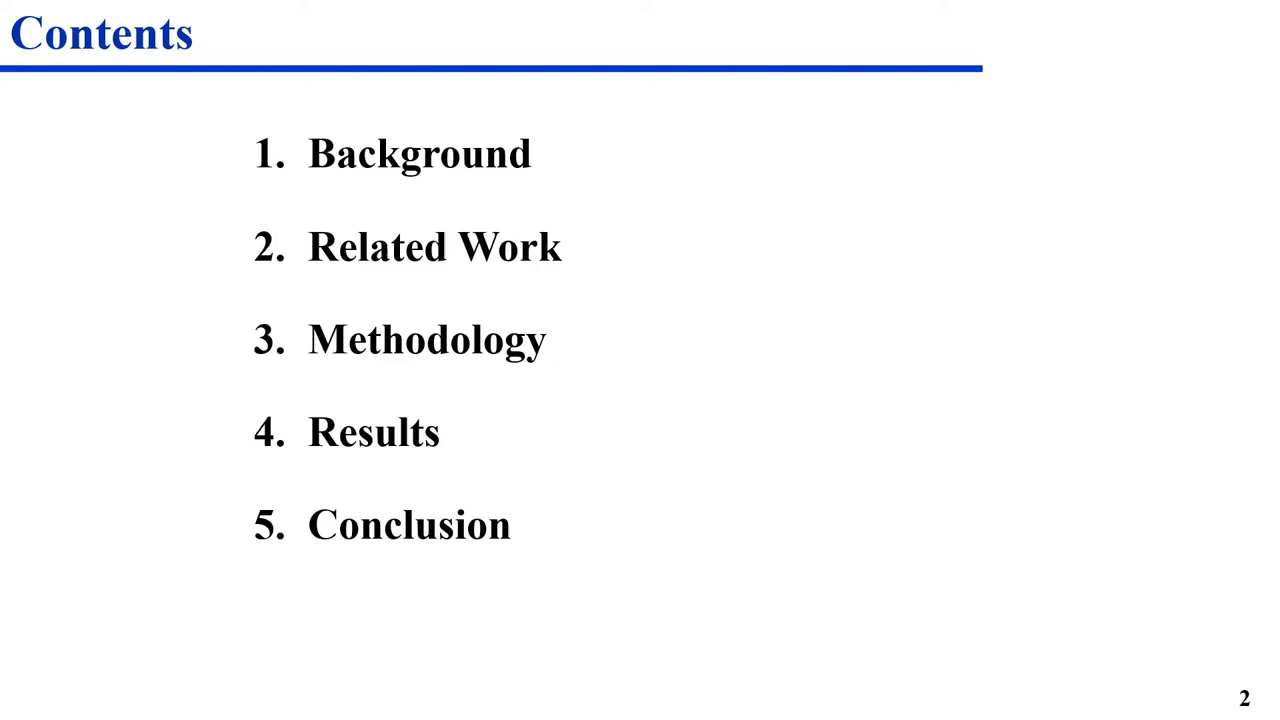 Contents
1. Background
2. Related Work
3. Methodology
4. Results
5. Conclusion
2